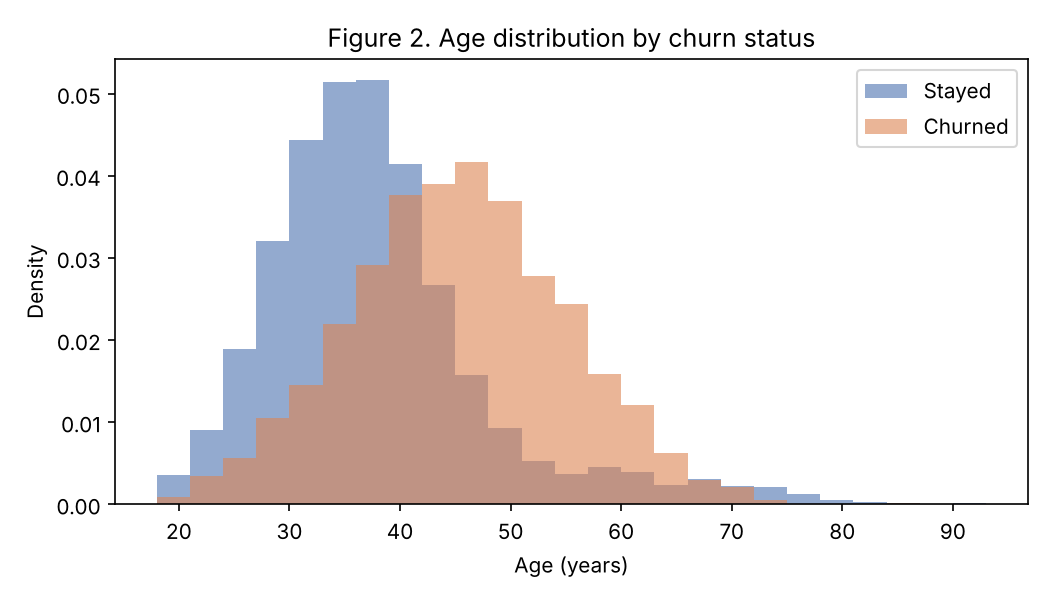 Figure 2. Age distribution by churn status
Stayed
Churned
Density
0.05
0.04
0.03
0.02
0.01
0.00
20 30 40 50 60 70 80 90
Age (years)